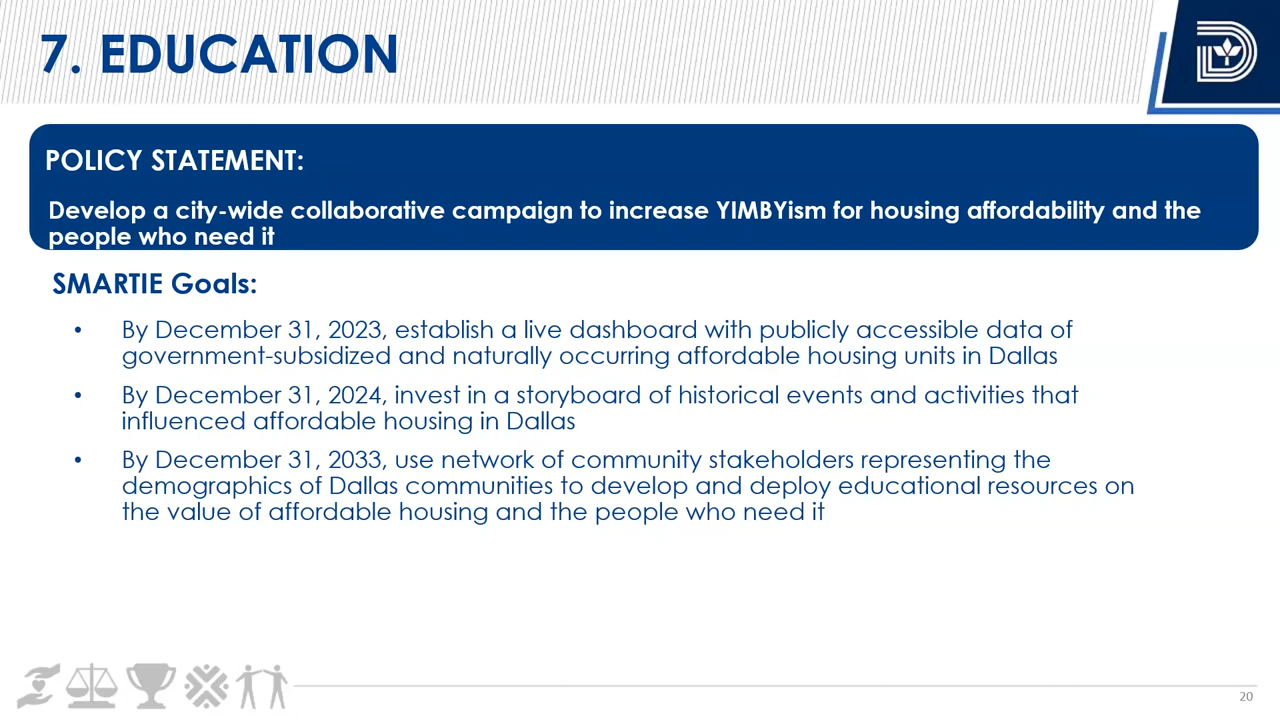 7. EDUCATION
POLICY STATEMENT:
Develop a city-wide collaborative campaign to increase YIMBYism for housing affordability and the
people who need it
SMARTIE Goals:
• By December 31, 2023, establish a live dashboard with publicly accessible data of
government-subsidized and naturally occurring affordable housing units in Dallas
• By December 31, 2024, invest in a storyboard of historical events and activities that
influenced affordable housing in Dallas
• By December 31, 2033, use network of community stakeholders representing the
demographics of Dallas communities to develop and deploy educational resources on
the value of affordable housing and the people who need it
20